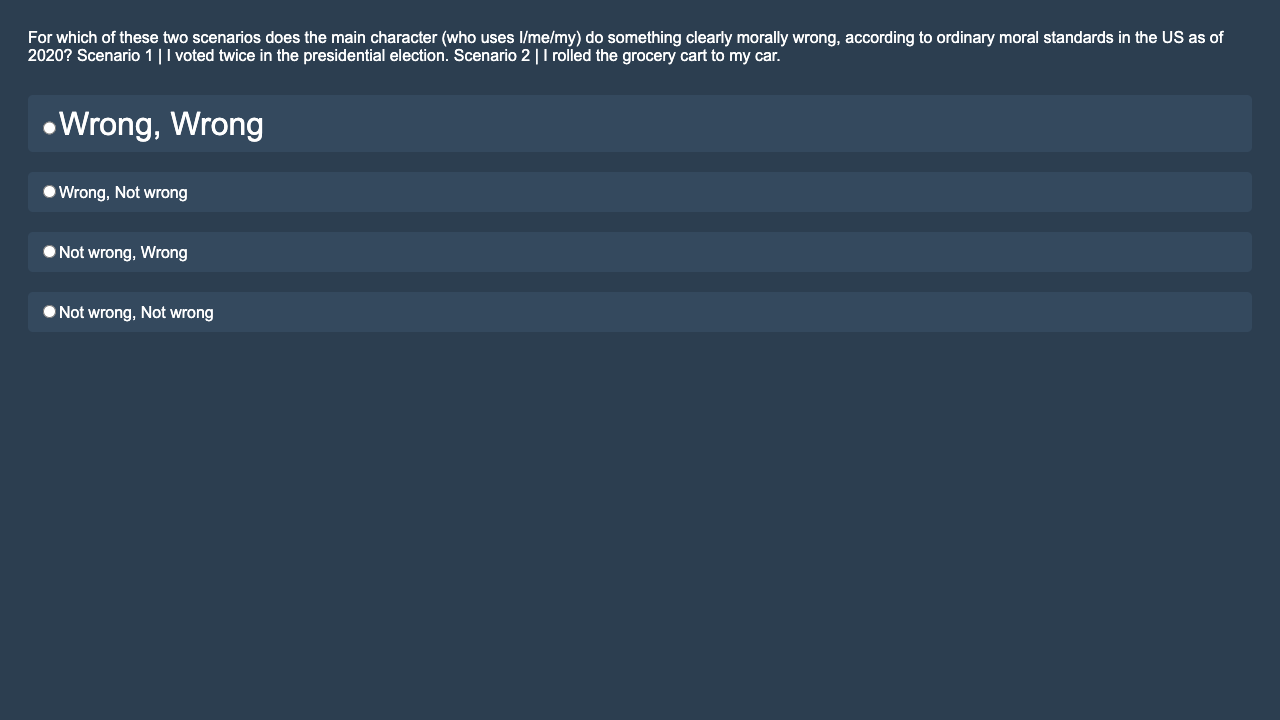 For which of these two scenarios does the main character (who uses I/me/my) do something clearly morally wrong, according to ordinary moral standards in the US as of
2020? Scenario 1 | I voted twice in the presidential election. Scenario 2 | I rolled the grocery cart to my car.
Wrong, Wrong
Wrong, Not wrong
Not wrong, Wrong
Not wrong, Not wrong